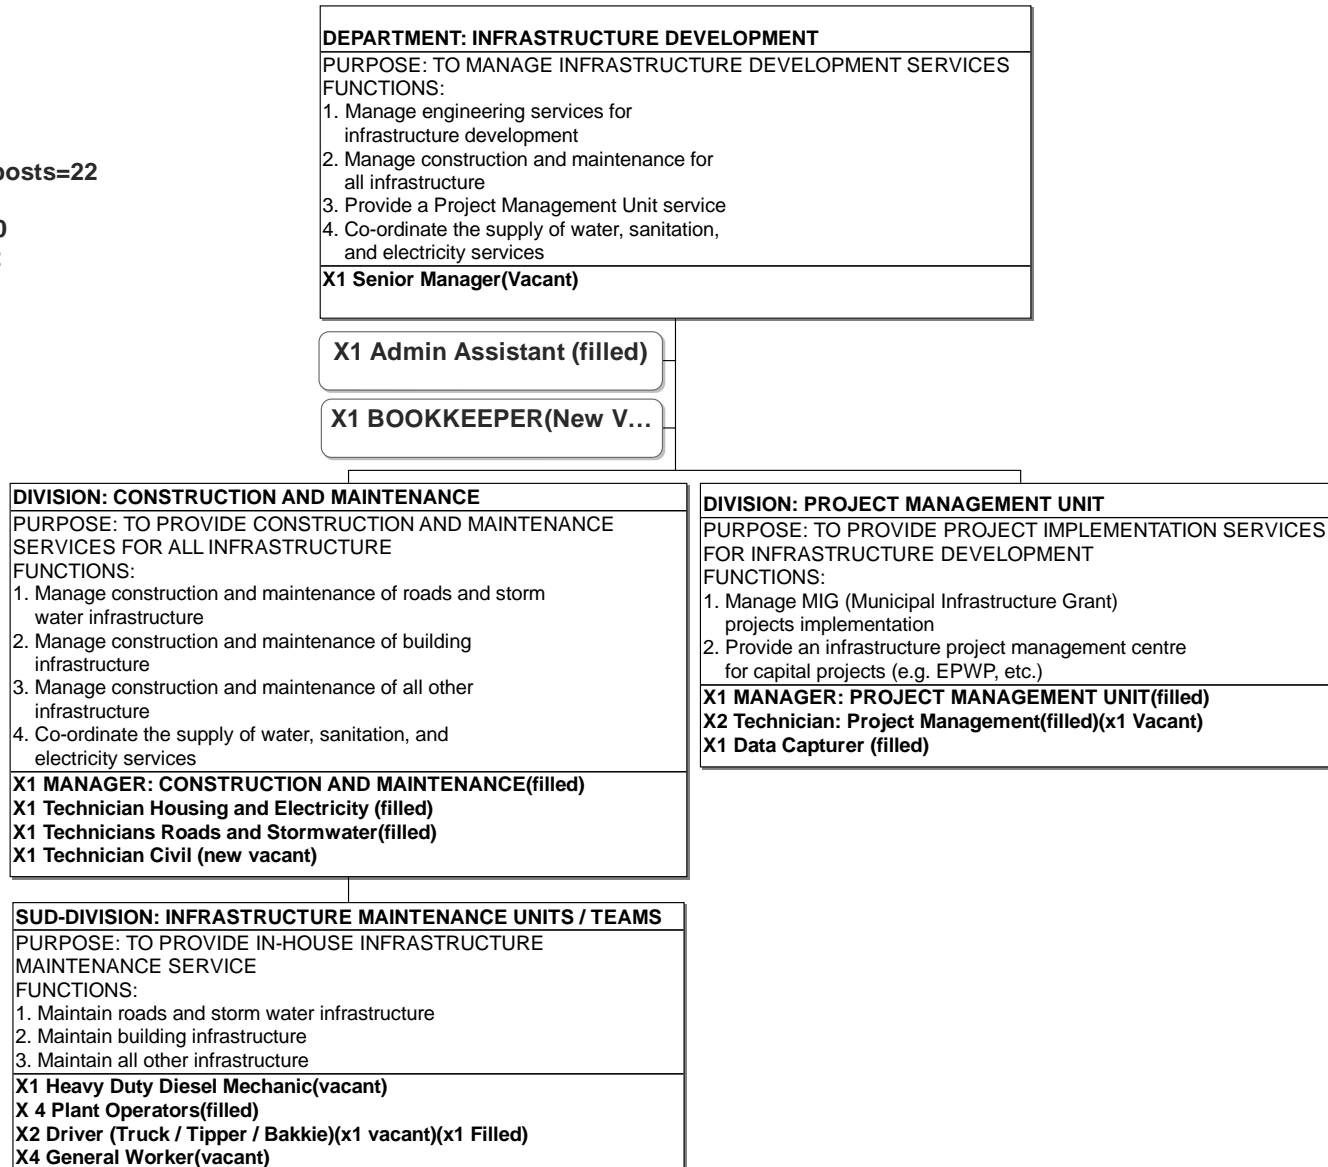 DEPARTMENT: INFRASTRUCTURE DEVELOPMENT
PURPOSE: TO MANAGE INFRASTRUCTURE DEVELOPMENT SERVICES
FUNCTIONS:
1. Manage engineering services for
infrastructure development
2. Manage construction and maintenance for
all infrastructure
3. Provide a Project Management Unit service
4. Co-ordinate the supply of water, sanitation,
and electricity services
X1 Senior Manager(Vacant)
posts=22
X1 Admin Assistant (filled)
X1 BOOKKEEPER(New V…
DIVISION: CONSTRUCTION AND MAINTENANCE
PURPOSE: TO PROVIDE CONSTRUCTION AND MAINTENANCE
SERVICES FOR ALL INFRASTRUCTURE
FUNCTIONS:
1. Manage construction and maintenance of roads and storm
water infrastructure
2. Manage construction and maintenance of building
infrastructure
3. Manage construction and maintenance of all other
infrastructure
4. Co-ordinate the supply of water, sanitation, and
electricity services
X1 MANAGER: CONSTRUCTION AND MAINTENANCE(filled)
X1 Technician Housing and Electricity (filled)
X1 Technicians Roads and Stormwater(filled)
X1 Technician Civil (new vacant)
DIVISION: PROJECT MANAGEMENT UNIT
PURPOSE: TO PROVIDE PROJECT IMPLEMENTATION SERVICES
FOR INFRASTRUCTURE DEVELOPMENT
FUNCTIONS:
1. Manage MIG (Municipal Infrastructure Grant)
projects implementation
2. Provide an infrastructure project management centre
for capital projects (e.g. EPWP, etc.)
X1 MANAGER: PROJECT MANAGEMENT UNIT(filled)
X2 Technician: Project Management(filled)(x1 Vacant)
X1 Data Capturer (filled)
SUD-DIVISION: INFRASTRUCTURE MAINTENANCE UNITS / TEAMS
PURPOSE: TO PROVIDE IN-HOUSE INFRASTRUCTURE
MAINTENANCE SERVICE
FUNCTIONS:
1. Maintain roads and storm water infrastructure
2. Maintain building infrastructure
3. Maintain all other infrastructure
X1 Heavy Duty Diesel Mechanic(vacant)
X 4 Plant Operators(filled)
X2 Driver (Truck / Tipper / Bakkie)(x1 vacant)(x1 Filled)
X4 General Worker(vacant)